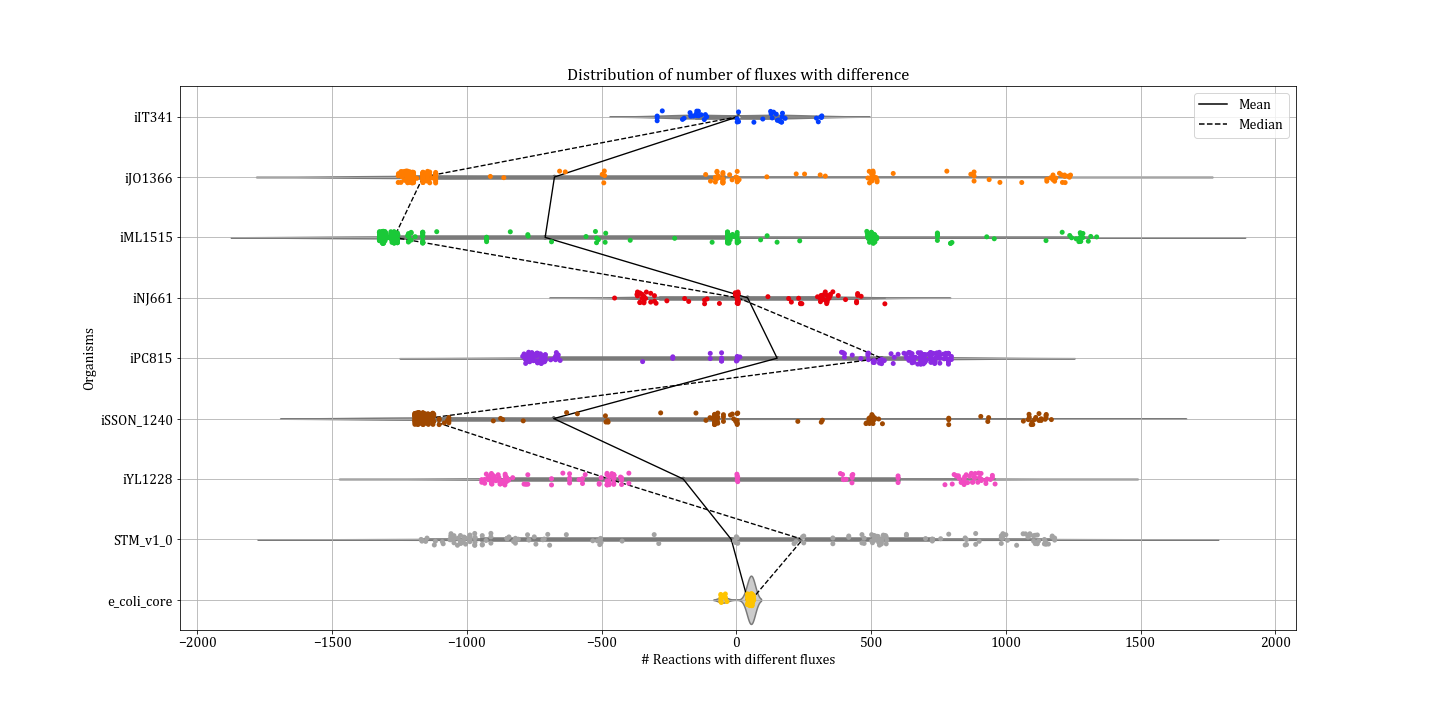 Distribution of number of fluxes with difference
Mean
Median
iIT341
iJO1366
iML1515
iNJ661
iPC815
iSSON_1240
iYL1228
STM_v1_0
e_coli_core
Organisms
−2000 −1500 −1000 −500 0 500 1000 1500 2000
# Reactions with different fluxes